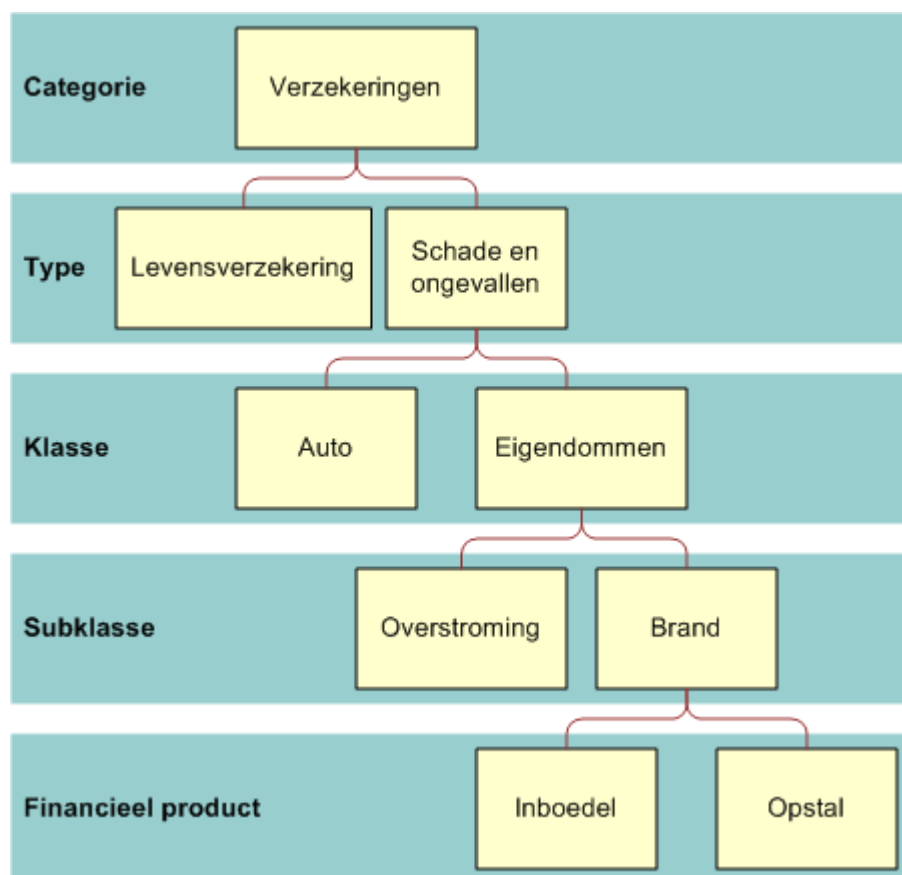 Categorie
Verzekeringen
Type
Levensverzekering
Schade en
ongevallen
Klasse
Auto
Eigendommen
Subklasse
Overstroming
Brand
Financieel product
Inboedel
Opstal